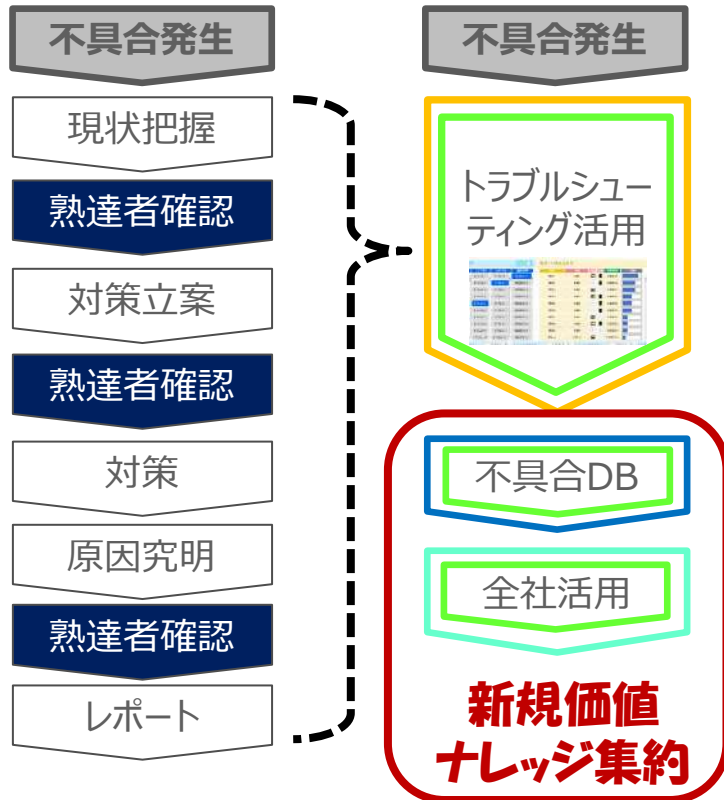 不具合発生
現状把握
熟達者確認
対策立案
熟達者確認
対策
原因究明
熟達者確認
レポート
不具合発生
トラブルシュー
ティング活用
不具合DB
全社活用
新規価値
ナレッジ集約